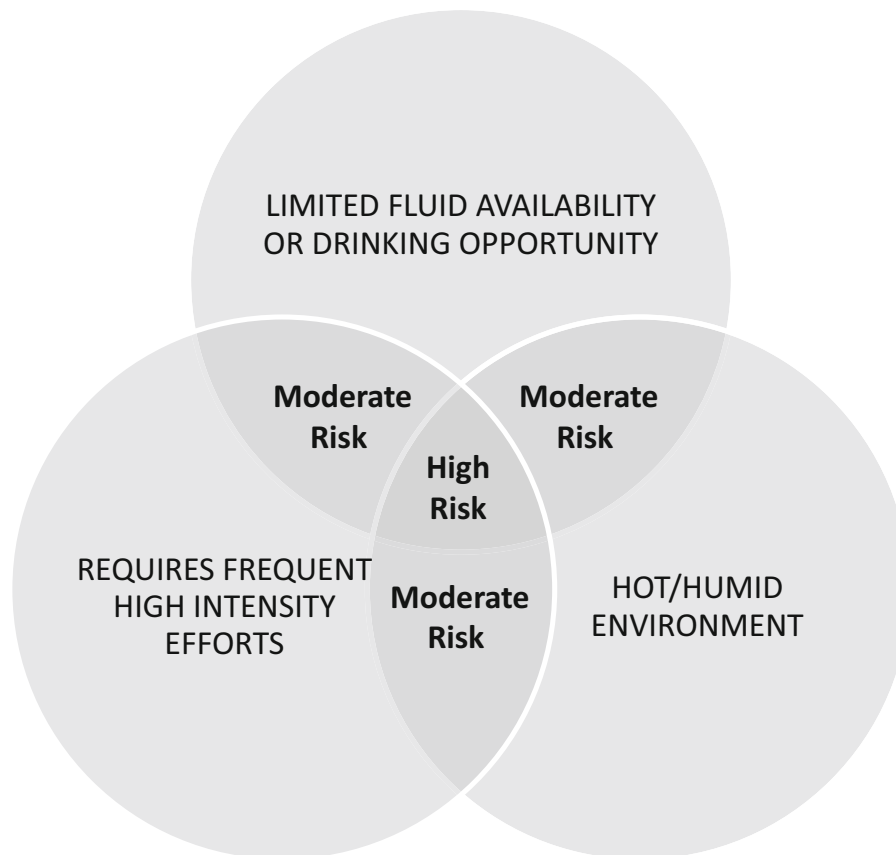 LIMITED FLUID AVAILABILITY
OR DRINKING OPPORTUNITY
Moderate
Risk
Moderate
Risk
High
Risk
REQUIRES FREQUENT
HIGH INTENSITY
EFFORTS
Moderate
Risk
HOT/HUMID
ENVIRONMENT